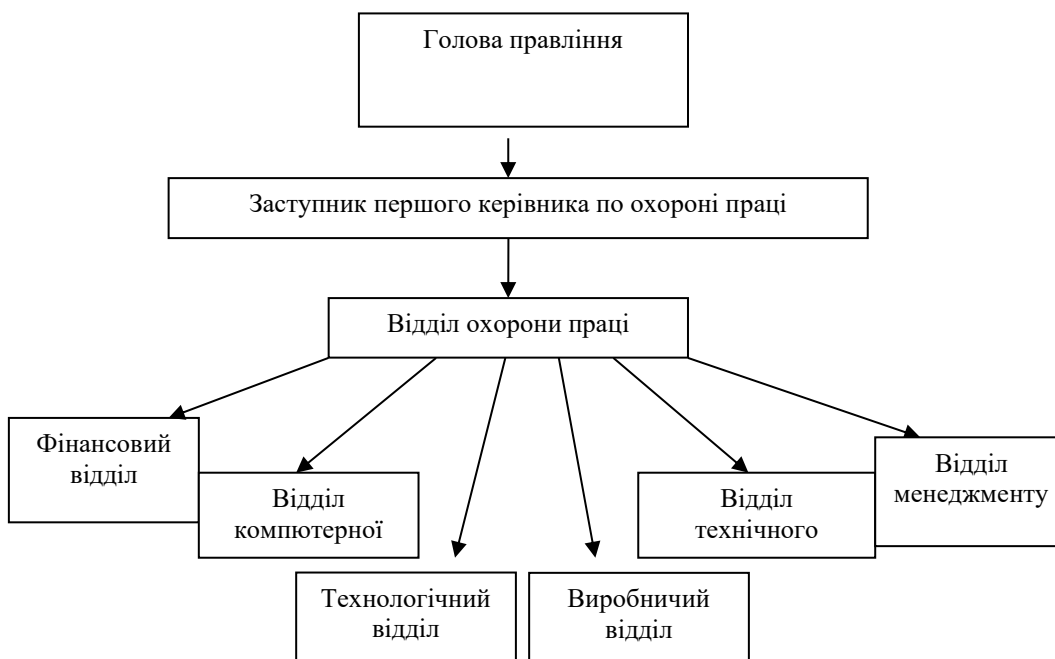 Голова правління
Заступник першого керівника по охороні праці
Відділ охорони праці
Фінансовий
відділ
Відділ
компютерної
Технологічний
відділ
Виробничий
відділ
Відділ
технічного
Відділ
менеджменту